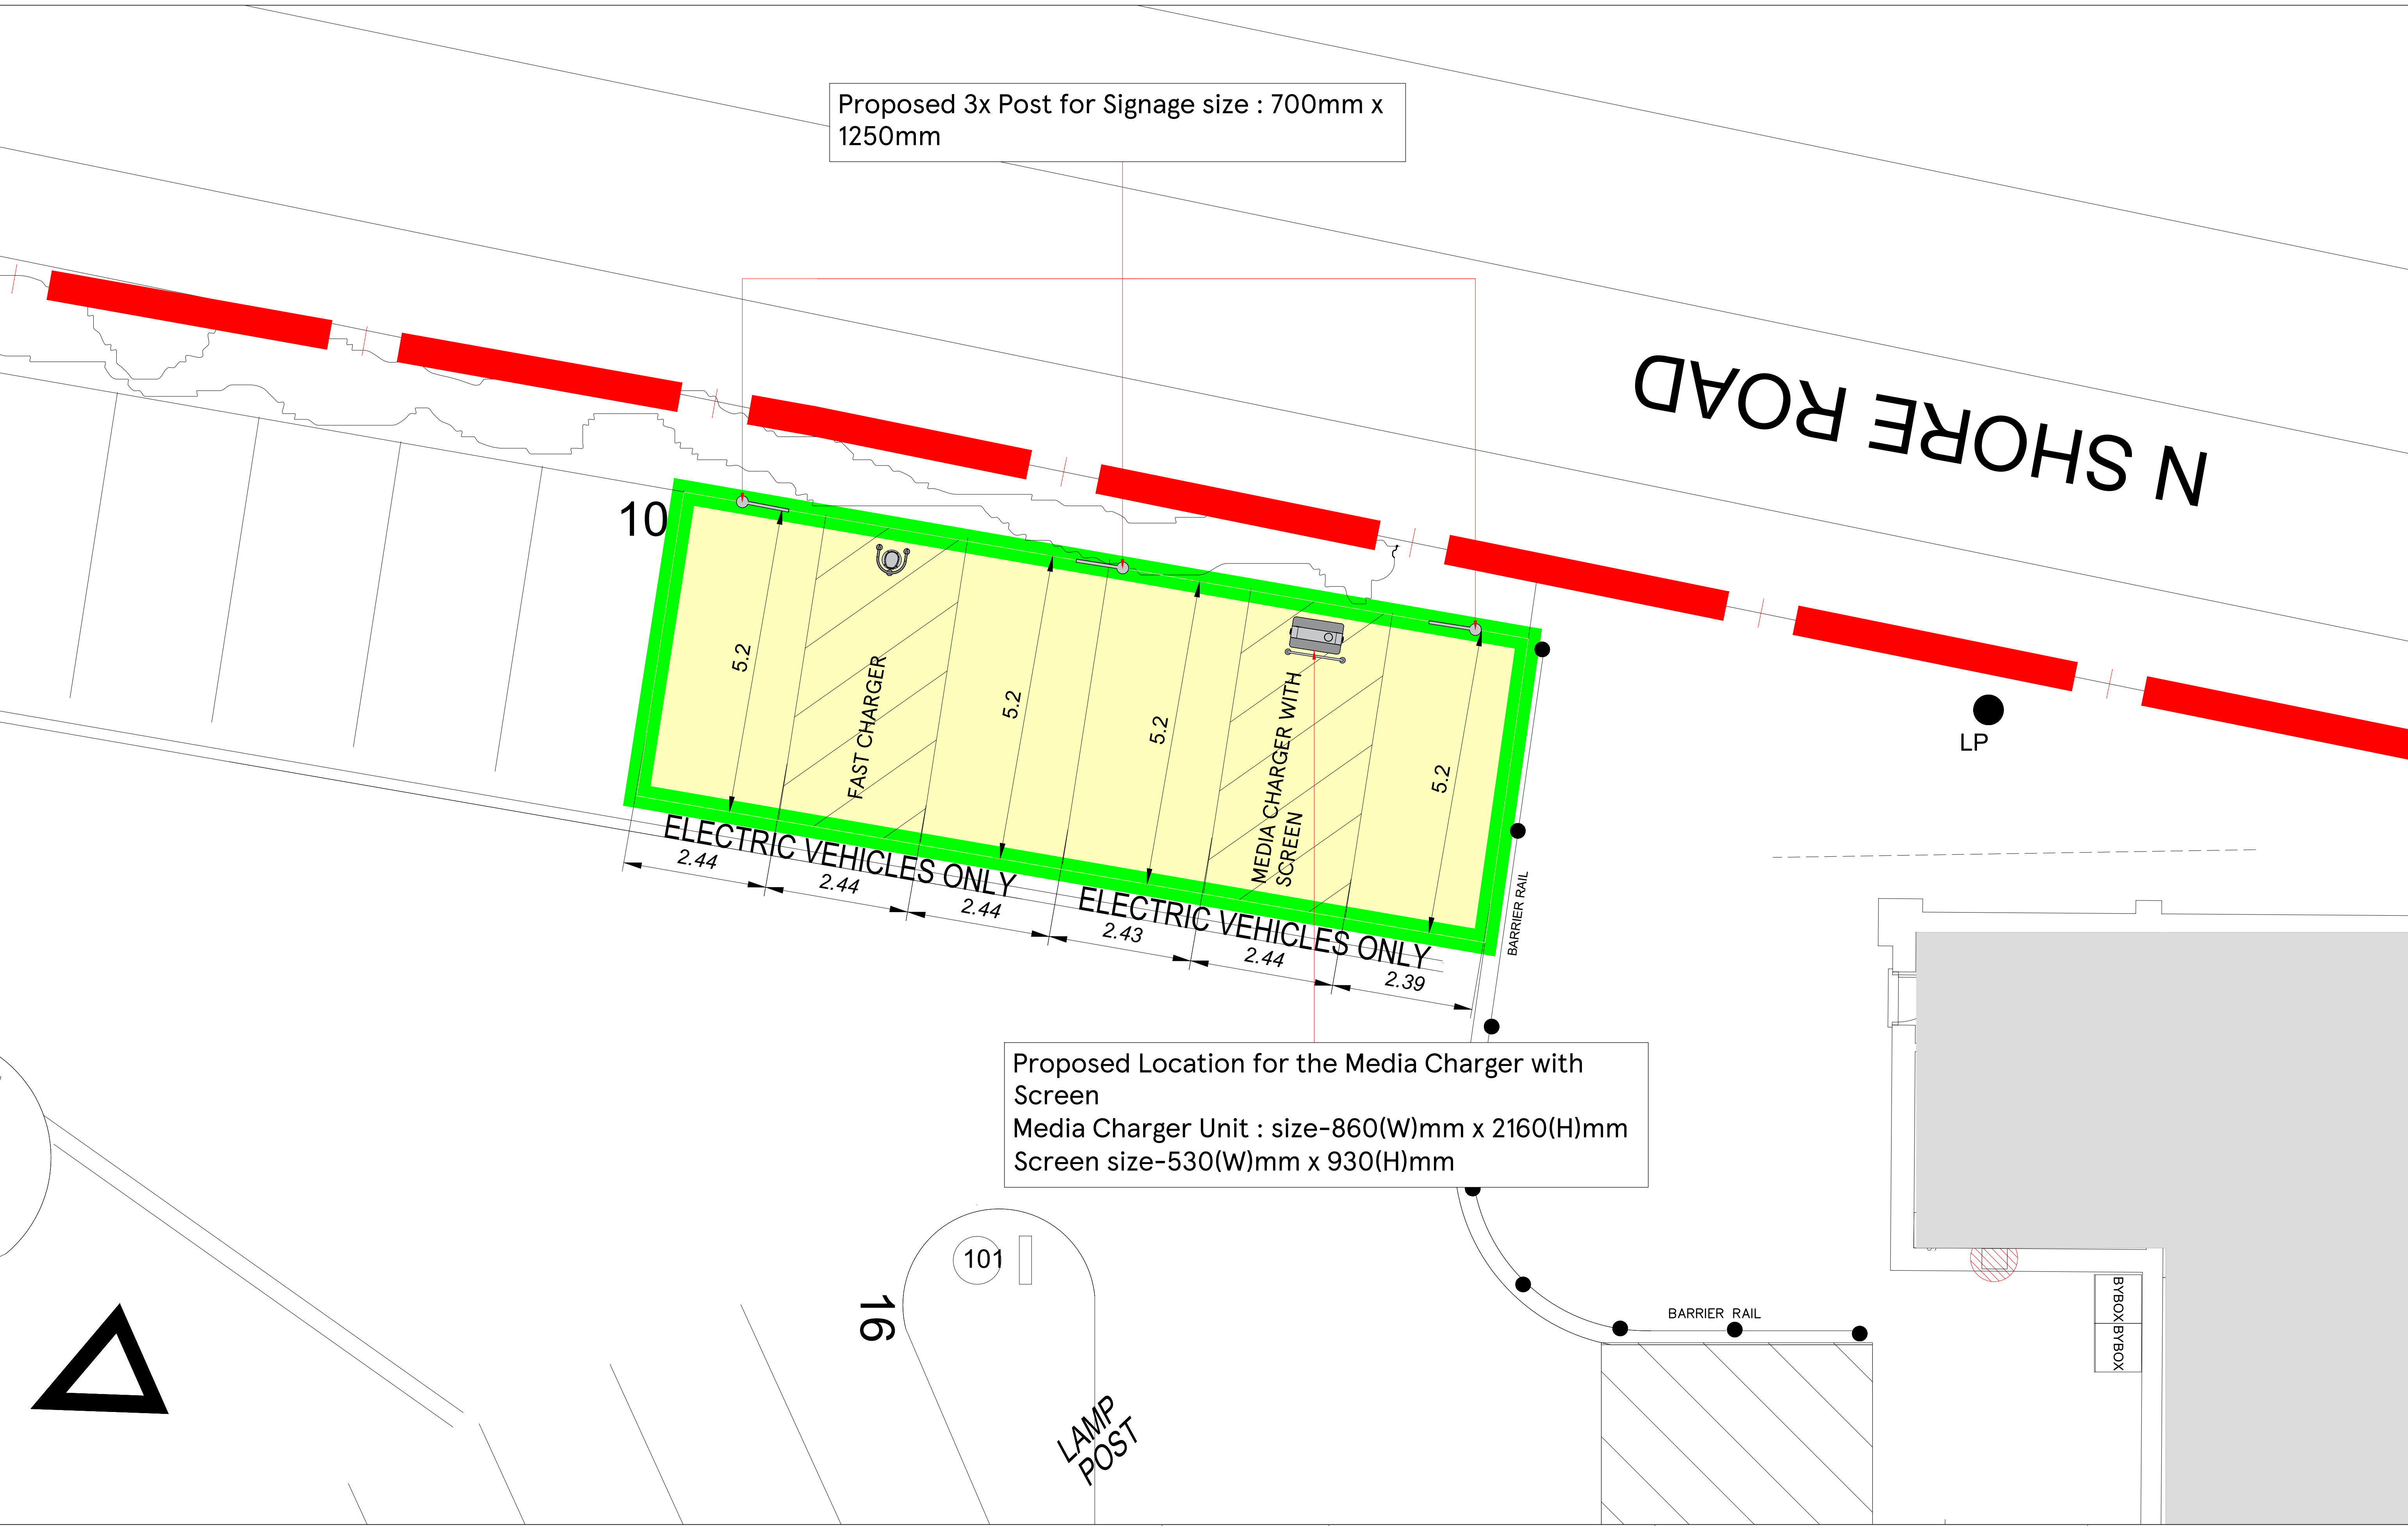 Proposed 3x Post for Signage size : 700mm x
1250mm
N SHORE ROAD
10
5.2
FAST CHARGER
5.2
5.2
MEDIA CHARGER WITH
SCREEN
5.2
LP
ELECTRIC VEHICLES ONLY
ELECTRIC VEHICLES ONLY
2.44
2.44
2.44
2.43
2.44
2.39
BARRIER RAIL
Proposed Location for the Media Charger with
Screen
Media Charger Unit : size-860(W)mm x 2160(H)mm
Screen size-530(W)mm x 930(H)mm
101
16
BARRIER RAIL
BYBOX
BYBOX
LAMP
POST